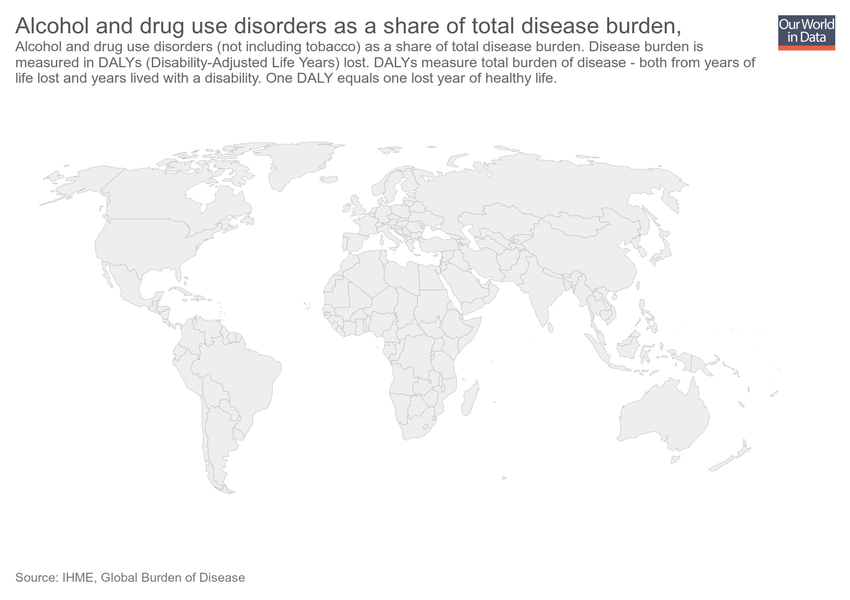 Alcohol and drug use disorders as a share of total disease burden,
Our World
in Data
Alcohol and drug use disorders (not including tobacco) as a share of total disease burden. Disease burden is
measured in DALYs (Disability-Adjusted Life Years) lost. DALYs measure total burden of disease - both from years of
life lost and years lived with a disability. One DALY equals one lost year of healthy life.
Source: IHME, Global Burden of Disease